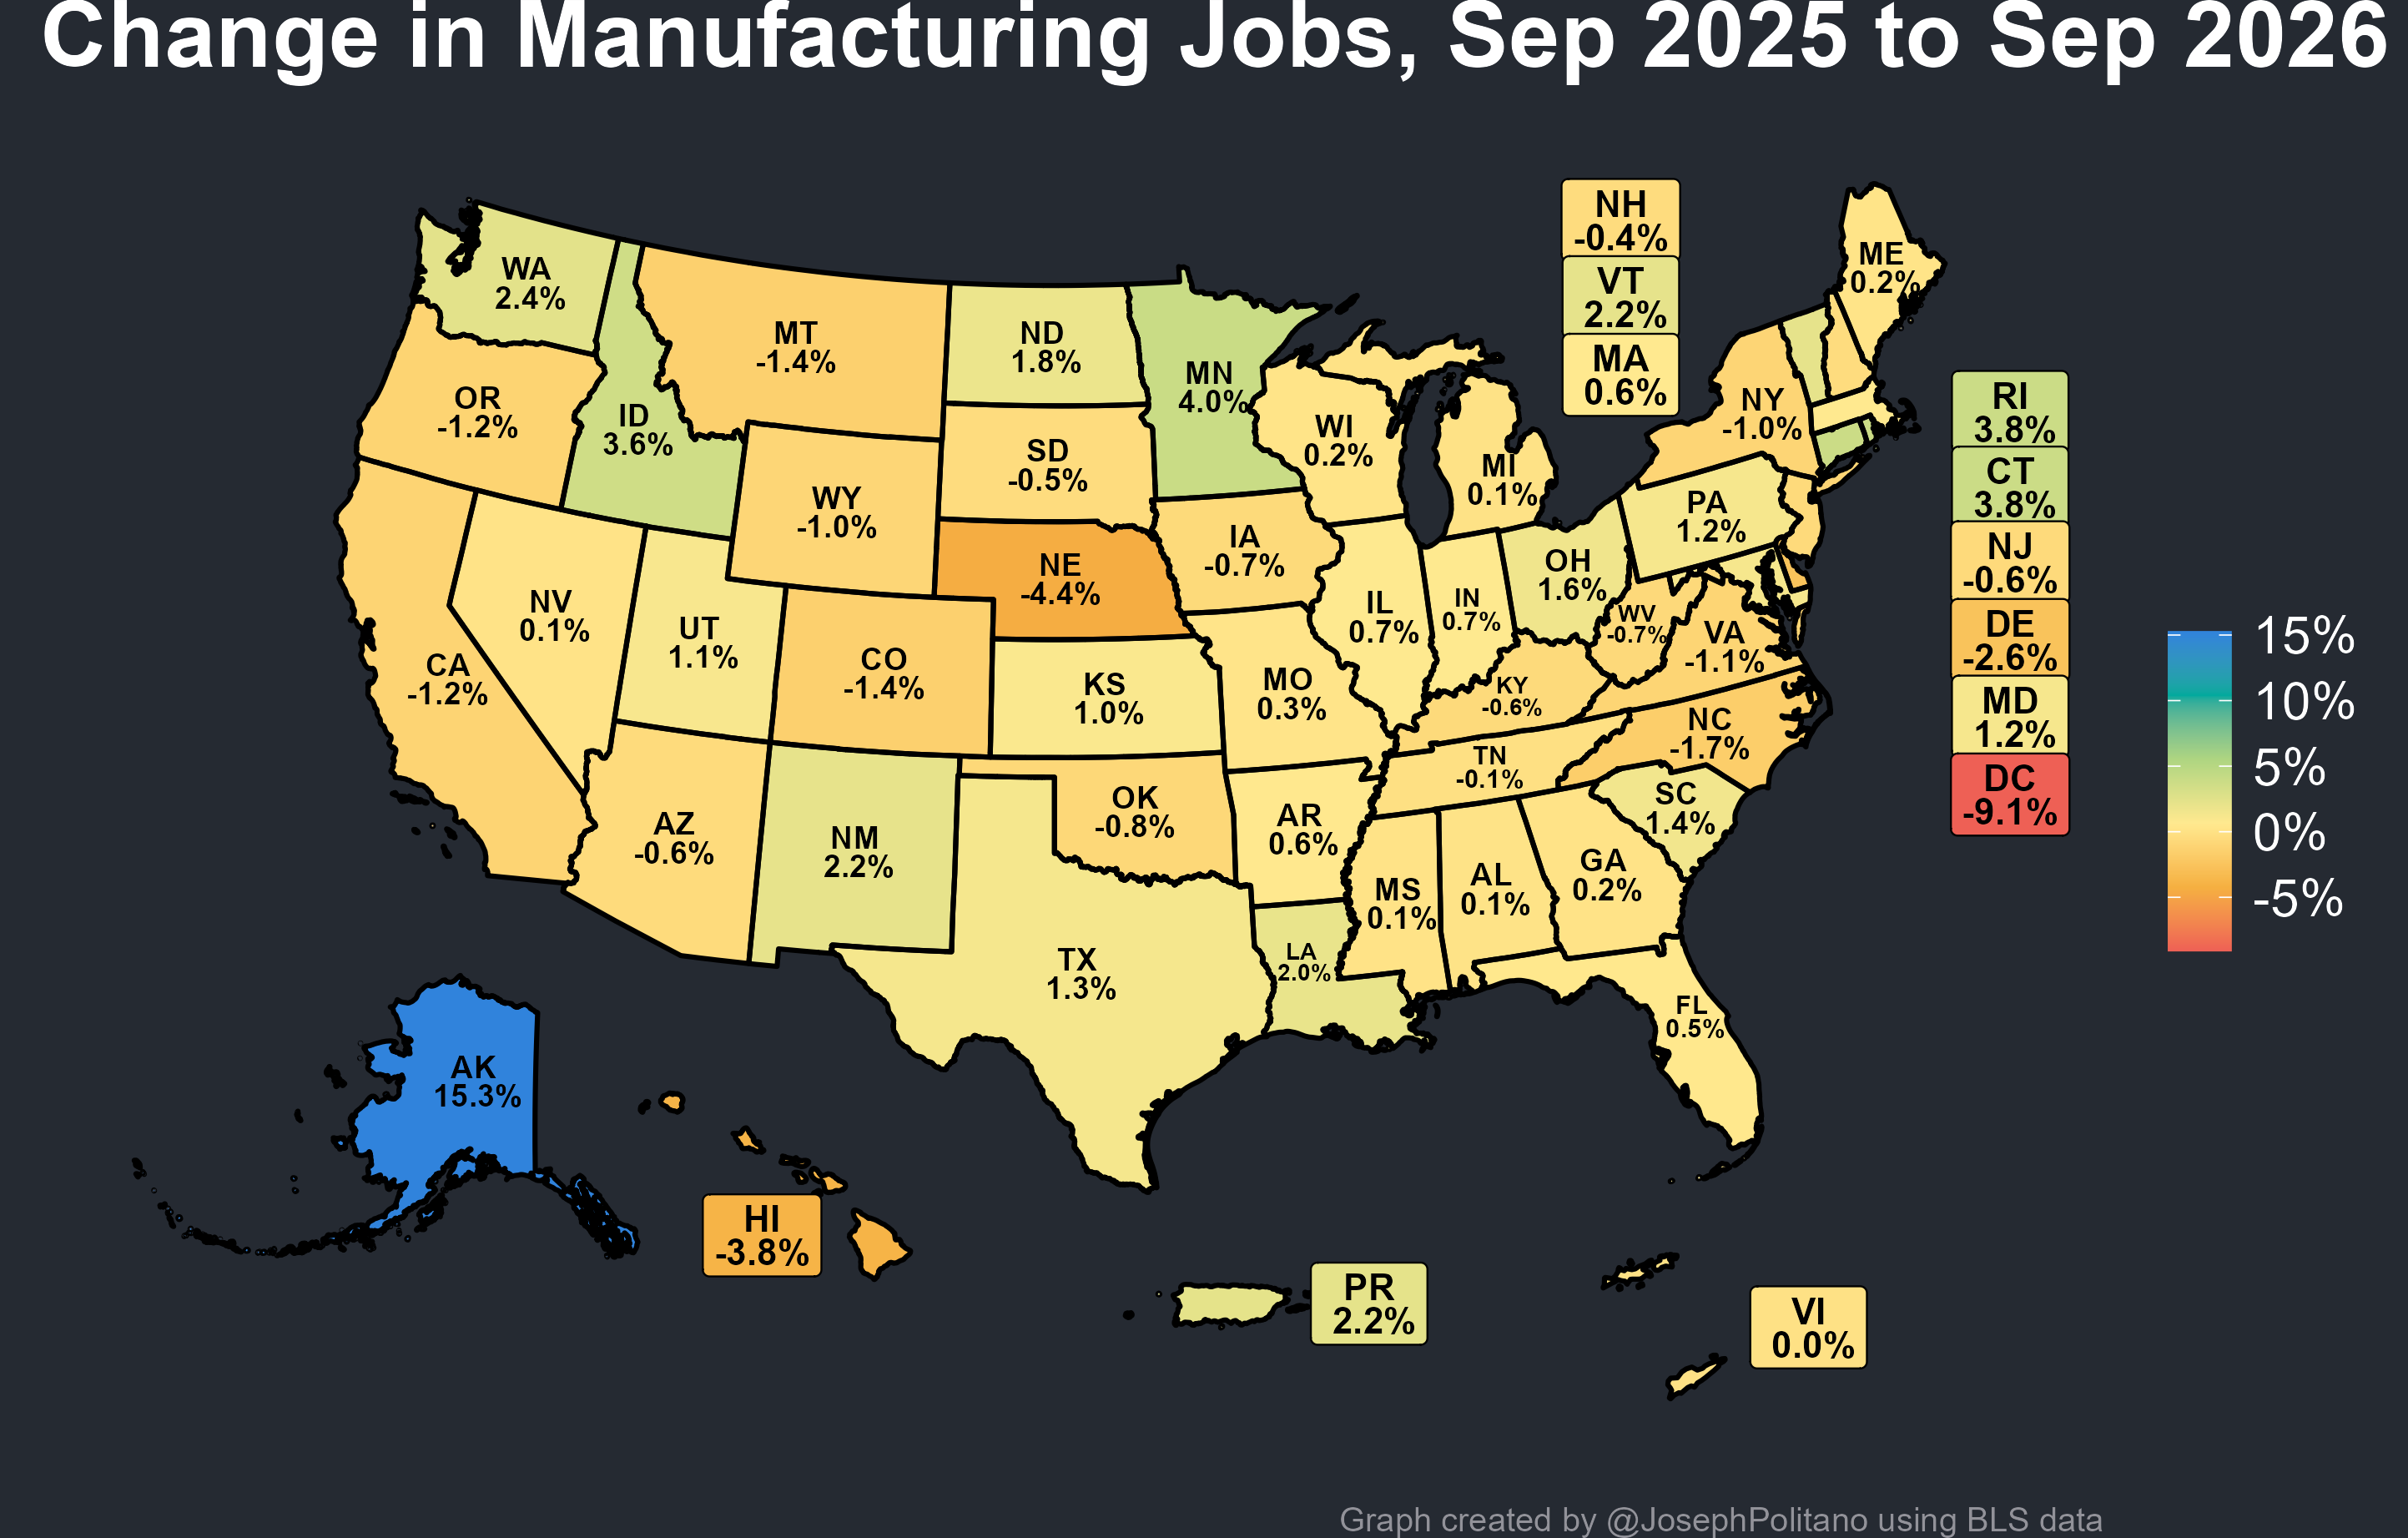 Change in Manufacturing Jobs, Sep 2025 to Sep 2026
NH
-0.4%
VT
2.2%
MA
0.6%
ME
0.2%
WA
2.4%
MT
-1.4%
ND
1.8%
MN
4.0%
OR
-1.2%
ID
3.6%
WY
-1.0%
SD
-0.5%
WI
0.2%
MI
0.1%
NY
-1.0%
RI
3.8%
CT
3.8%
NJ
-0.6%
DE
-2.6%
MD
1.2%
DC
-9.1%
NE
-4.4%
IA
-0.7%
PA
1.2%
OH
1.6%
IL
0.7%
IN
0.7%
WV
-0.7%
VA
-1.1%
NV
0.1%
UT
1.1%
CA
-1.2%
CO
-1.4%
KS
1.0%
MO
0.3%
KY
-0.6%
NC
-1.7%
TN
-0.1%
SC
1.4%
AZ
-0.6%
NM
2.2%
OK
-0.8%
AR
0.6%
MS
0.1%
AL
0.1%
GA
0.2%
TX
1.3%
LA
2.0%
FL
0.5%
15%
10%
5%
0%
-5%
AK
15.3%
HI
-3.8%
PR
2.2%
VI
0.0%
Graph created by @JosephPolitano using BLS data